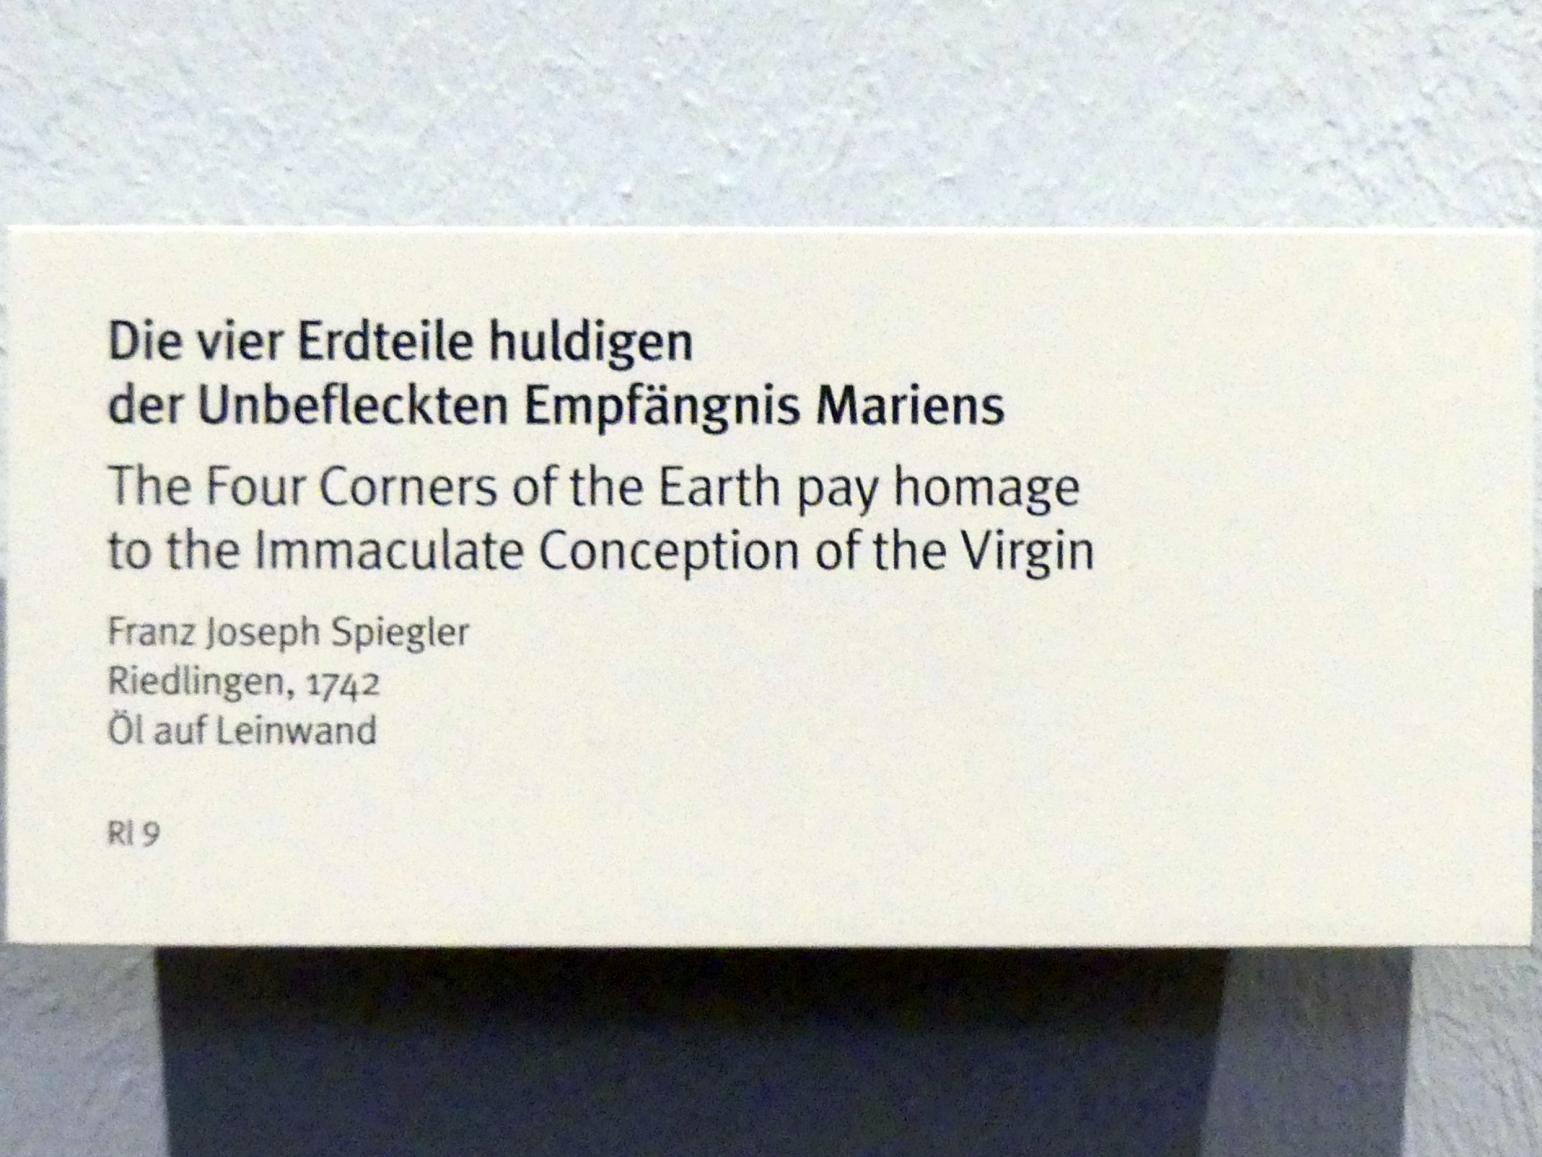 Die vier Erdteile huldigen
der Unbefleckten Empfängnis Mariens
The Four Corners of the Earth pay homage
to the Immaculate Conception of the Virgin
Franz Joseph Spiegler
Riedlingen, 1742
Öl auf Leinwand
Rl 9